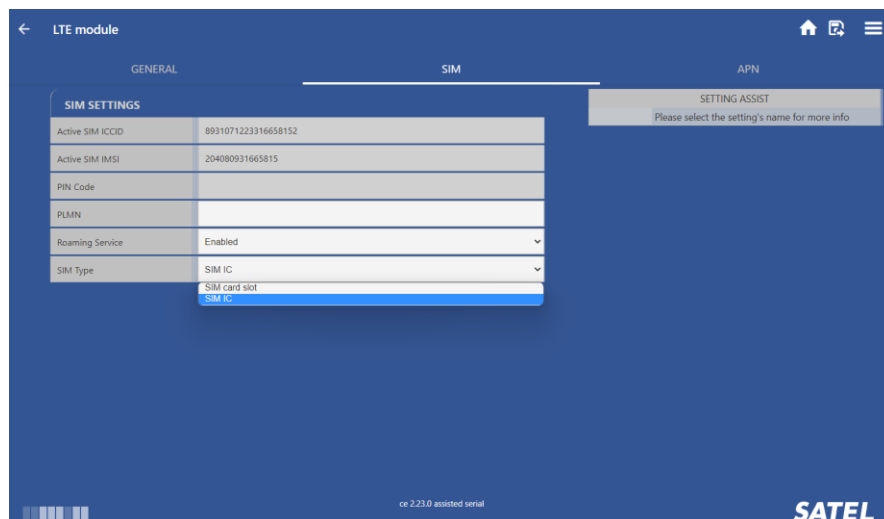 LTE module
GENERAL
SIM
APN
SIM SETTINGS
Active SIM ICCID
8931071223316658152
Active SIM IMSI
204080931665815
PIN Code
PLMN
Roaming Service
Enabled
SIM Type
SIM IC
SIM card slot
SIM IC
SETTING ASSIST
Please select the setting's name for more info
ce 2.23.0 assisted serial
SATEL